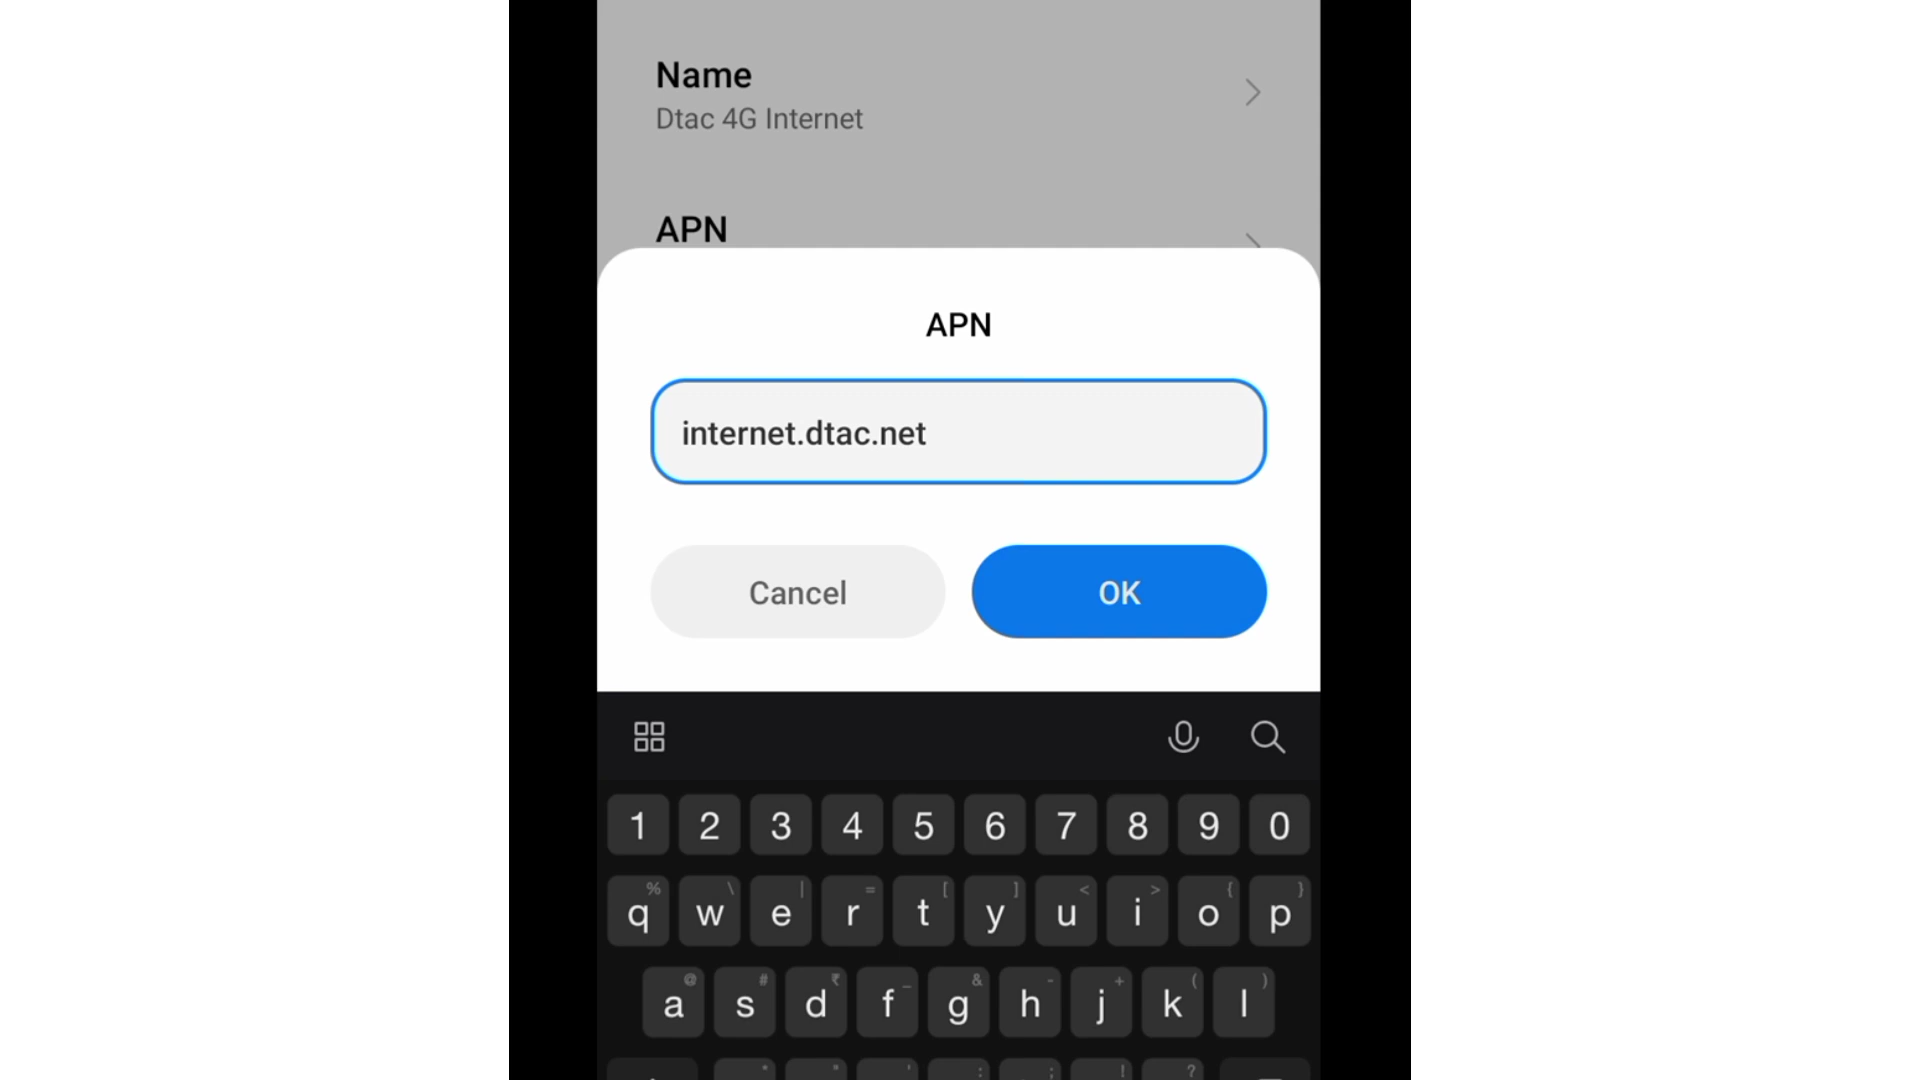 Name
Dtac 4G Internet
APN
APN
internet.dtac.net
Cancel
OK
1 2 3 4 5 6 7 8 9 0
% \ | = [ ] < > { }
q w e r t y u i o p
@ # ₹ _ & - + ( )
a s d f g h j k l
* " ' : ; ! ?